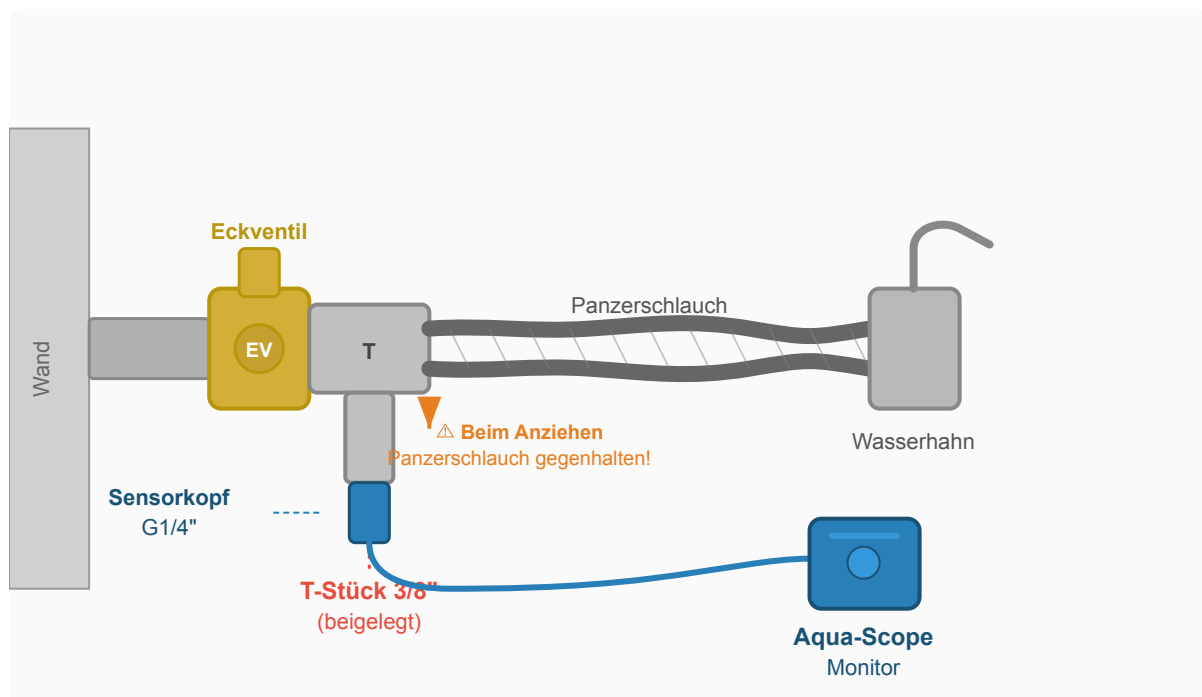 Eckventil
Panzerschlauch
Wand
EV
T
⚠ Beim Anziehen
Panzerschlauch gegenhalten!
Wasserhahn
Sensorkopf
G1/4"
T-Stück 3/8"
(beigelegt)
Aqua-Scope
Monitor